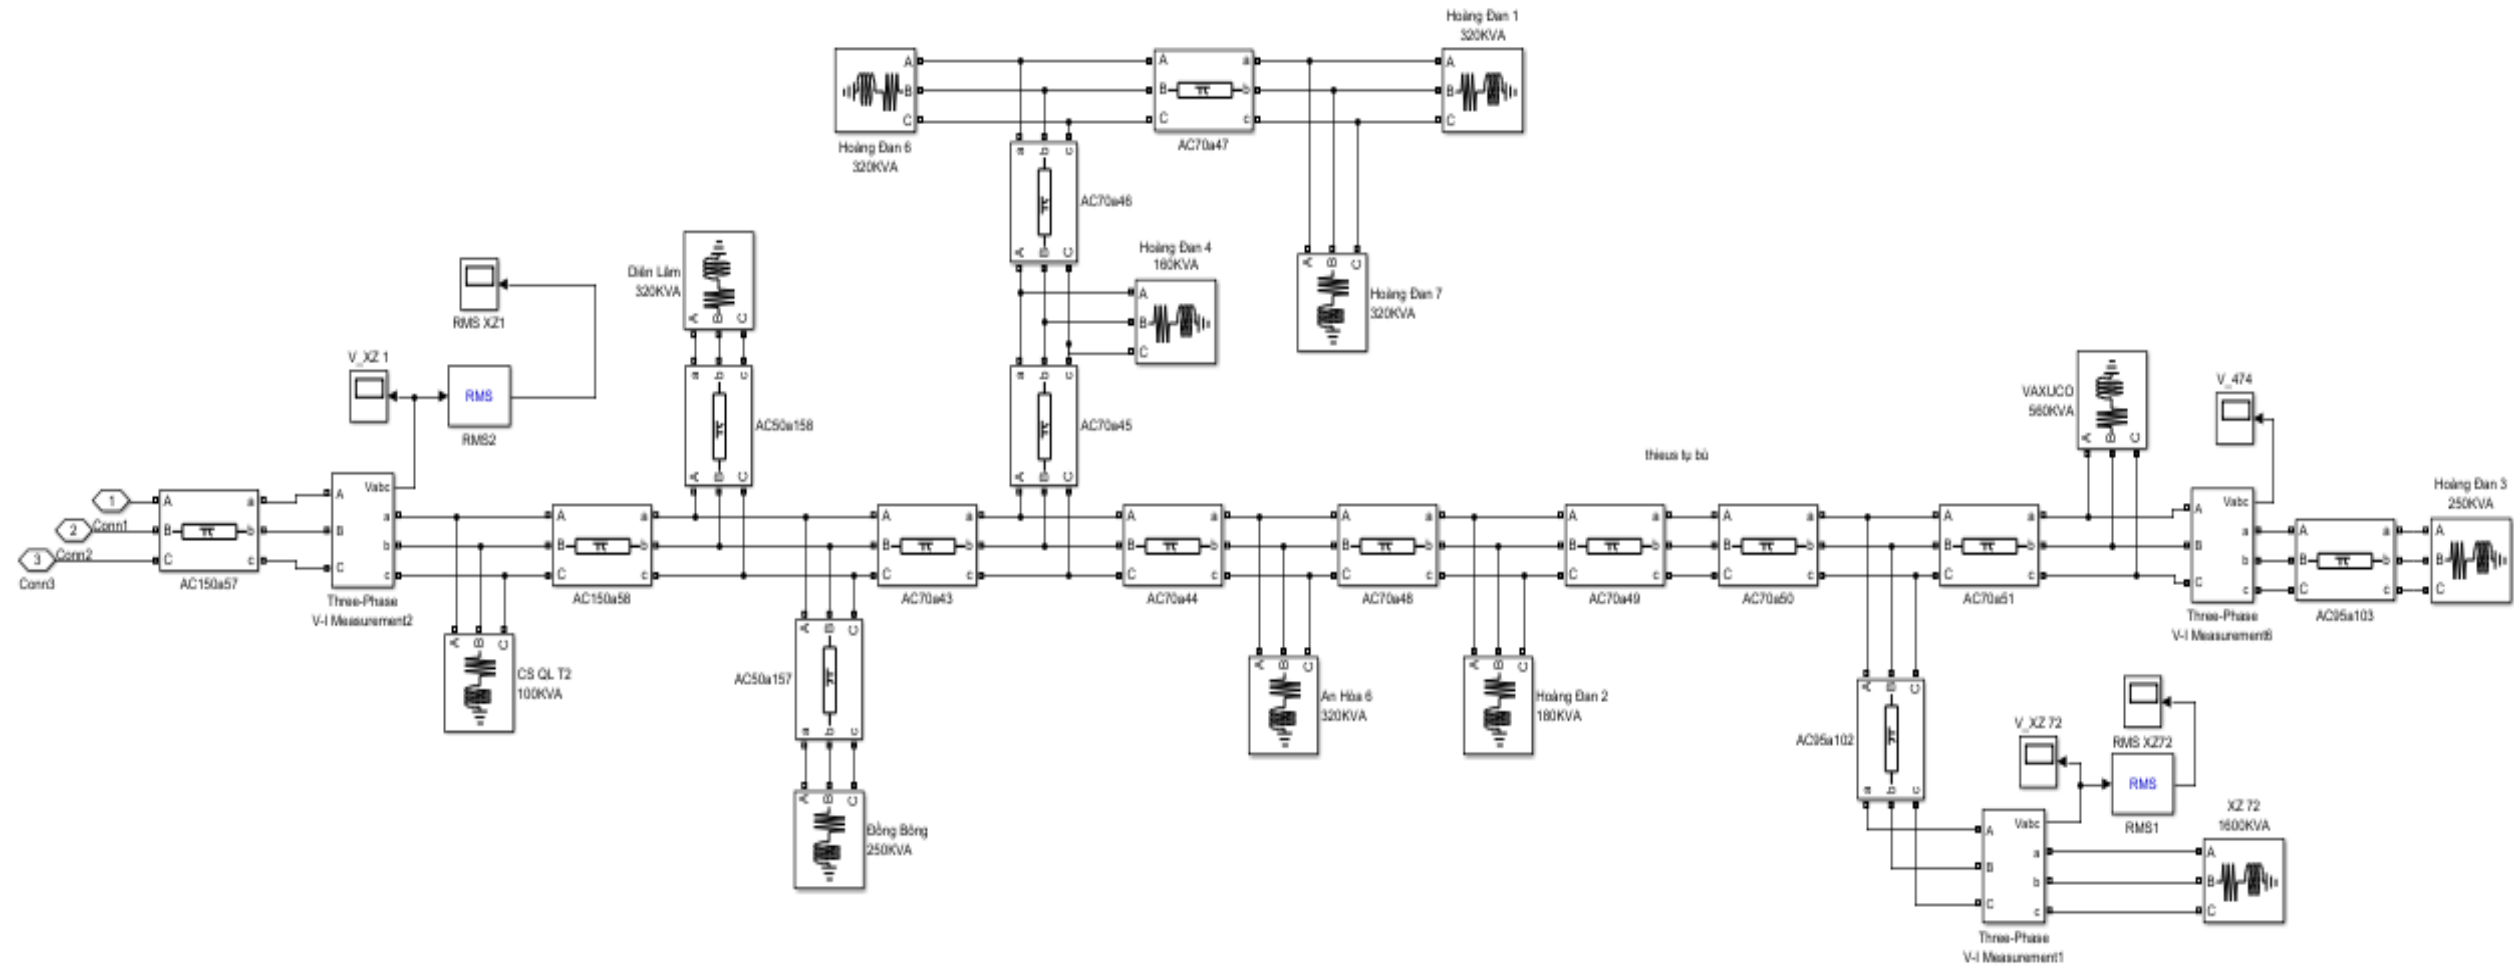 Hoàng Đan 1
320KVA
Hoàng Đan 6
320KVA
AC70a47
AC70a46
Hoàng Đan 4
160KVA
Hoàng Đan 7
320KVA
Diên Lâm
320KVA
RMS XZ1
V_XZ 1
RMS
RMS2
AC50a158
AC70a45
VAXUCO
560KVA
V_474
thieus tụ bù
Hoàng Đan 3
250KVA
1
2
Conn1
3
Conn2
Conn3
AC150a57
Vabc
Three-Phase
V-I Measurement2
AC150a58
AC70a43
AC70a44
AC70a48
AC70a49
AC70a50
AC70a51
Vabc
Three-Phase
V-I Measurement6
AC95a103
CS QL T2
100KVA
AC50a157
An Hòa 6
320KVA
Hoàng Đan 2
180KVA
AC95a102
V_XZ 72
RMS XZ72
RMS
RMS1
Đồng Bông
250KVA
Vabc
XZ 72
1600KVA
Three-Phase
V-I Measurement1
A
B
C
a
b
c